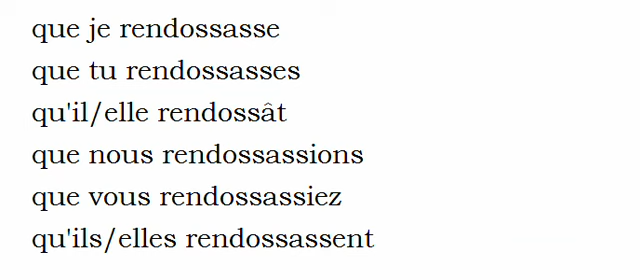 que je rendossasse
que tu rendossasses
qu'il/elle rendossât
que nous rendossassions
que vous rendossassiez
qu'ils/elles rendossassent